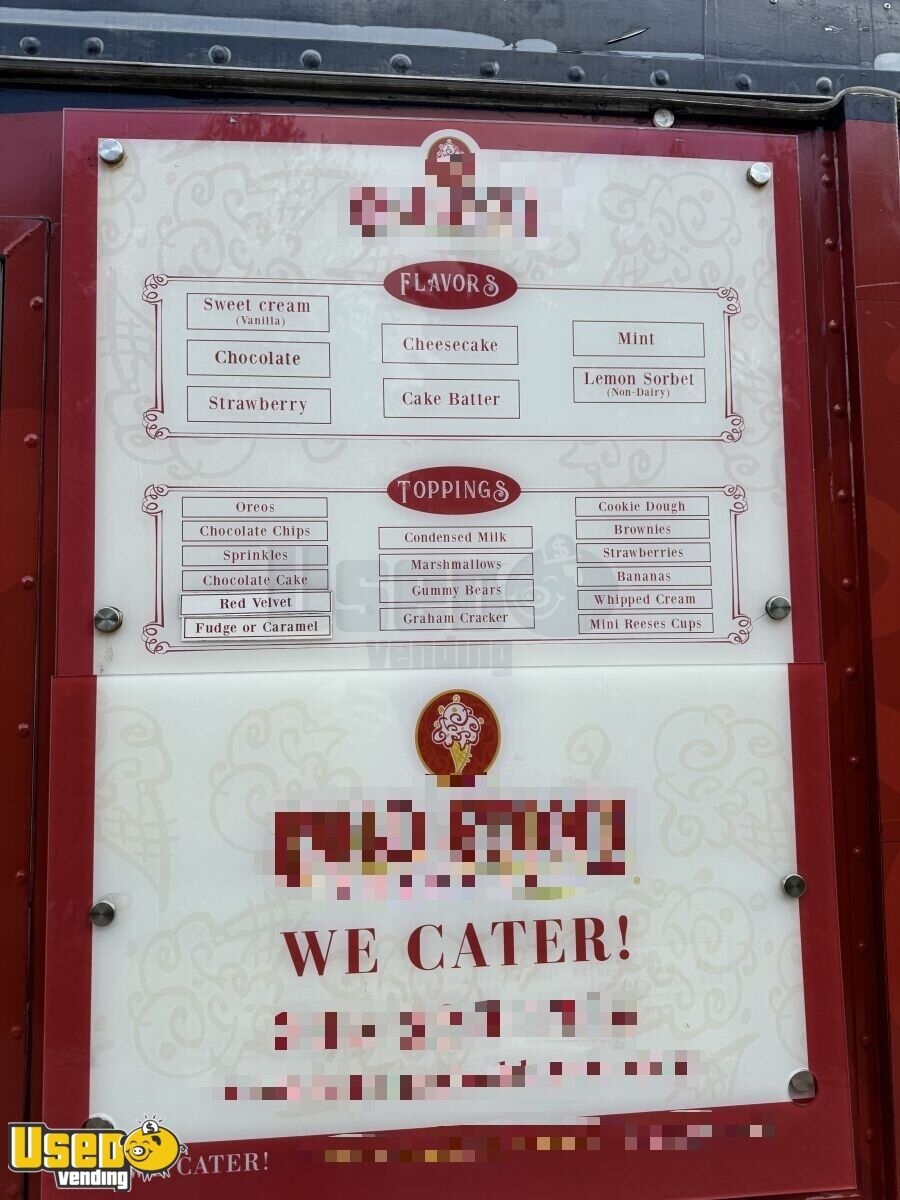 FLAVORS
Sweet cream
(Vanilla)
Chocolate
Strawberry
Cheesecake
Cake Batter
Mint
Lemon Sorbet
(Non-Dairy)
TOPPINGS
Oreos
Chocolate Chips
Sprinkles
Chocolate Cake
Red Velvet
Fudge or Caramel
Condensed Milk
Marshmallows
Gummy Bears
Graham Cracker
Cookie Dough
Brownies
Strawberries
Bananas
Whipped Cream
Mini Reeses Cups
USED
Vending
WE CATER!
CATER!
USED
Vending